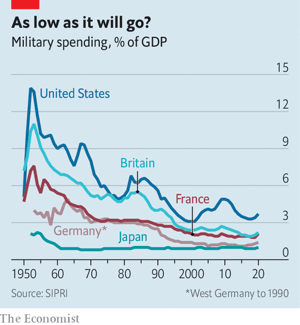 As low as it will go?
Military spending, % of GDP
15
United States
12
9
Britain
6
France
Germany*
3
Japan
0
1950 60 70 80 90 2000 10 20
Source: SIPRI *West Germany to 1990
The Economist